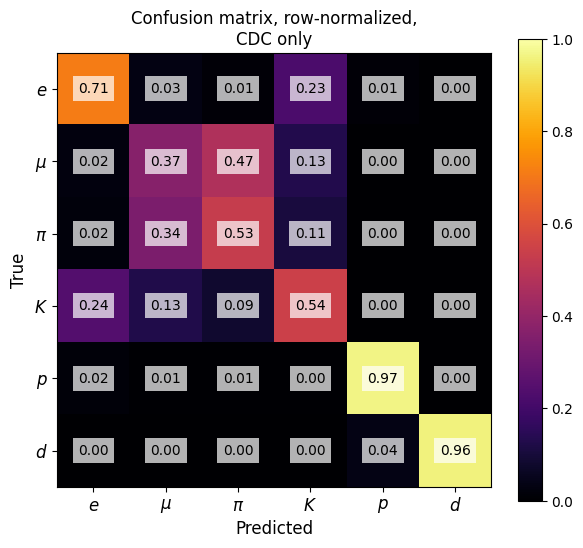 Confusion matrix, row-normalized,
CDC only
True
e 0.71 0.03 0.01 0.23 0.01 0.00
μ 0.02 0.37 0.47 0.13 0.00 0.00
π 0.02 0.34 0.53 0.11 0.00 0.00
K 0.24 0.13 0.09 0.54 0.00 0.00
p 0.02 0.01 0.01 0.00 0.97 0.00
d 0.00 0.00 0.00 0.00 0.04 0.96
e μ π K p d
Predicted
1.0
0.8
0.6
0.4
0.2
0.0